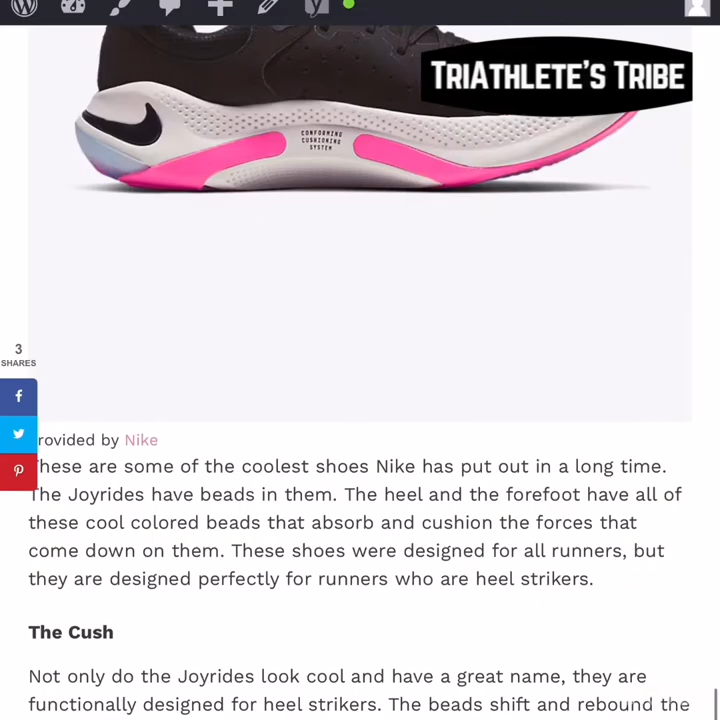 TRIATHLETE'S TRIBE
CONFORMING
CUSHIONING
SYSTEM
3
SHARES
rovided by Nike
These are some of the coolest shoes Nike has put out in a long time.
The Joyrides have beads in them. The heel and the forefoot have all of
these cool colored beads that absorb and cushion the forces that
come down on them. These shoes were designed for all runners, but
they are designed perfectly for runners who are heel strikers.
The Cush
Not only do the Joyrides look cool and have a great name, they are
functionally designed for heel strikers. The beads shift and rebound the